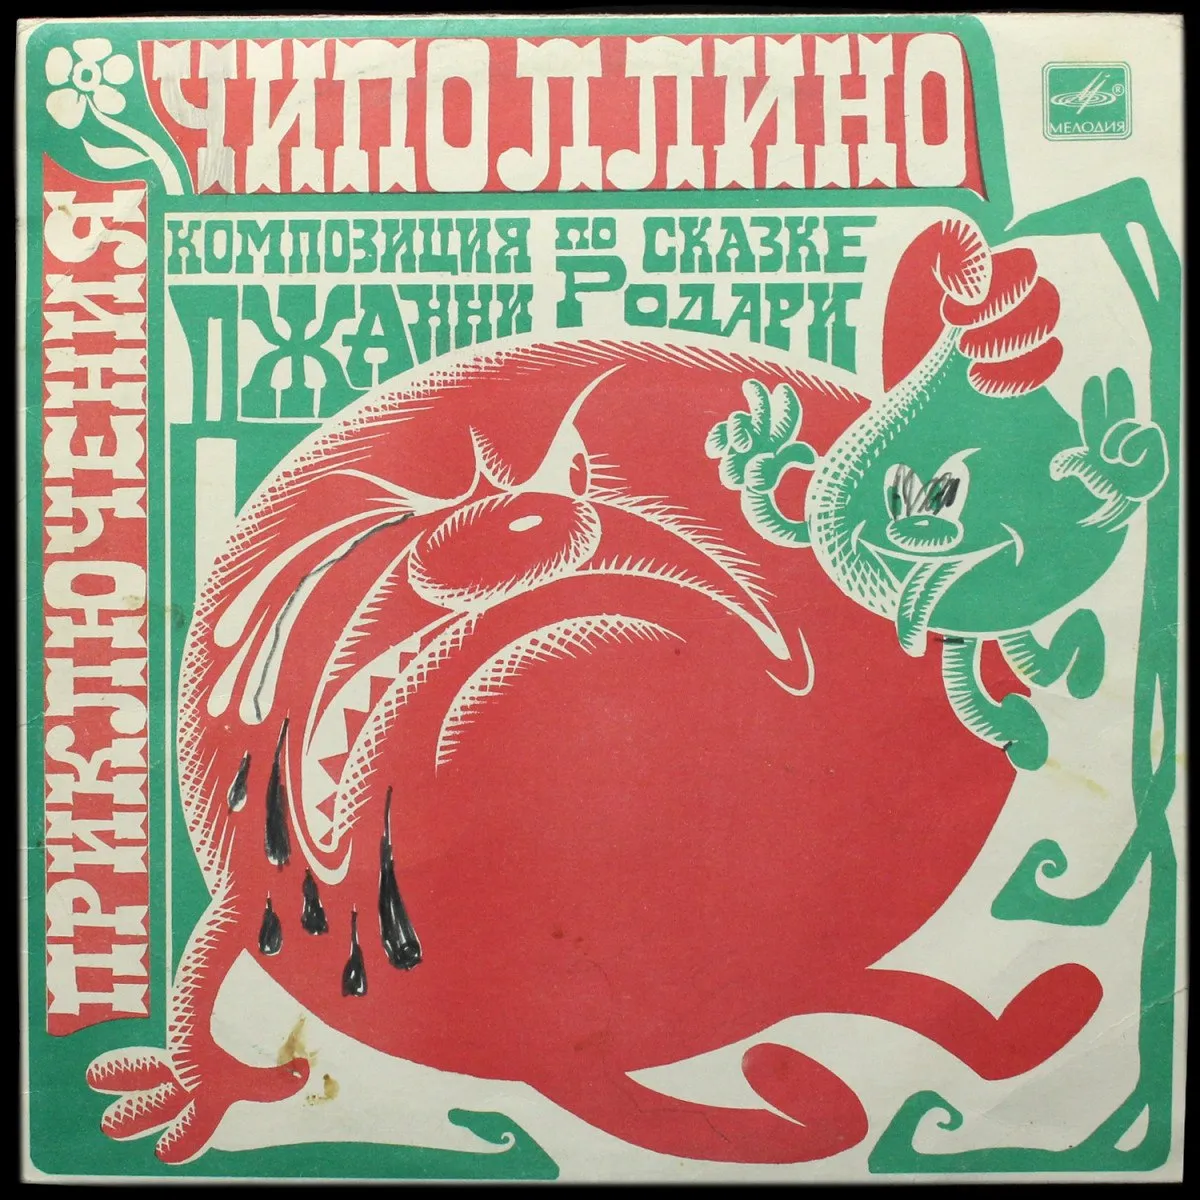 ПРИКЛЮЧЕНИЯ
ЧИПОЛЛИНО
КОМПОЗИЦИЯ ПО СКАЗКЕ
ДЖАННИ РОДАРИ
МЕЛОДИЯ
®